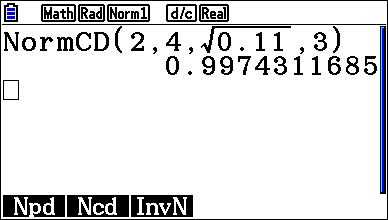 Math Rad Norm1 d/c Real
NormCD(2,4,√0.11,3)
0.9974311685
Npd Ncd InvN